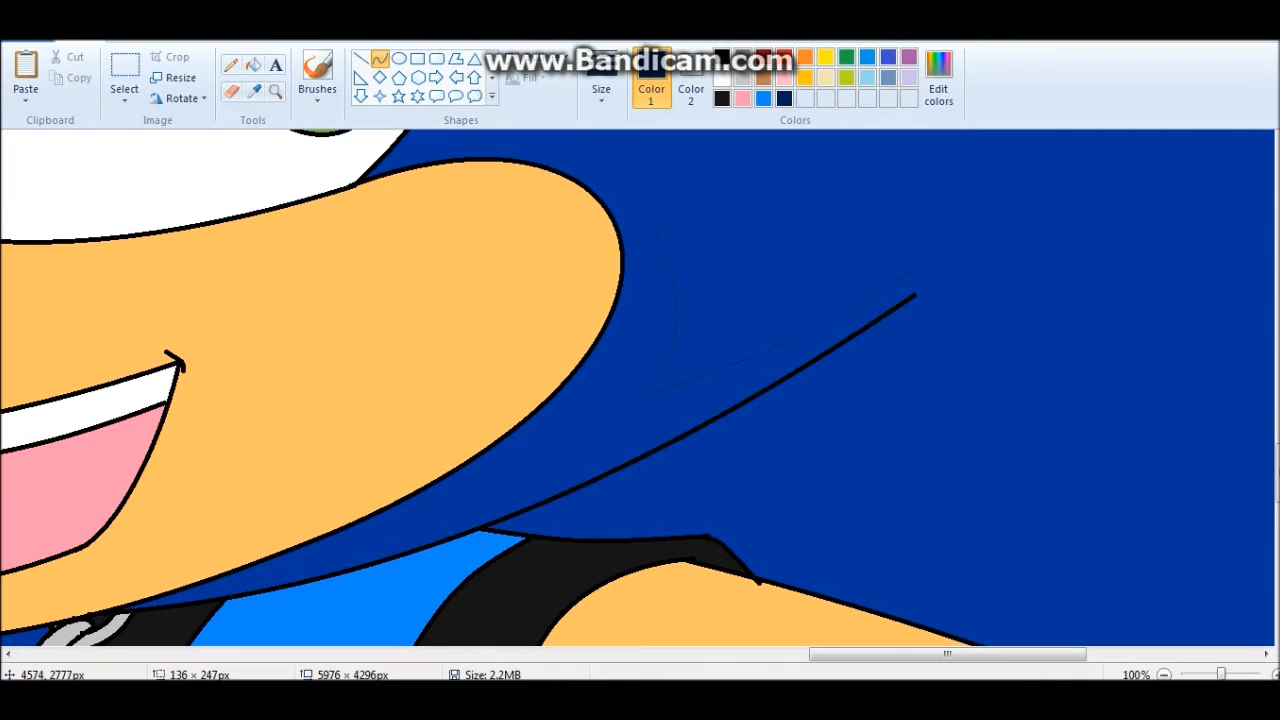 www.Bandicam.com
Cut
Copy
Paste
Clipboard
Crop
Resize
Rotate
Select
Image
Tools
Brushes
Shapes
Fill
Size
Color 1
Color 2
Edit colors
Colors
4574, 2777px
136 × 247px
5976 × 4296px
Size: 2.2MB
100%